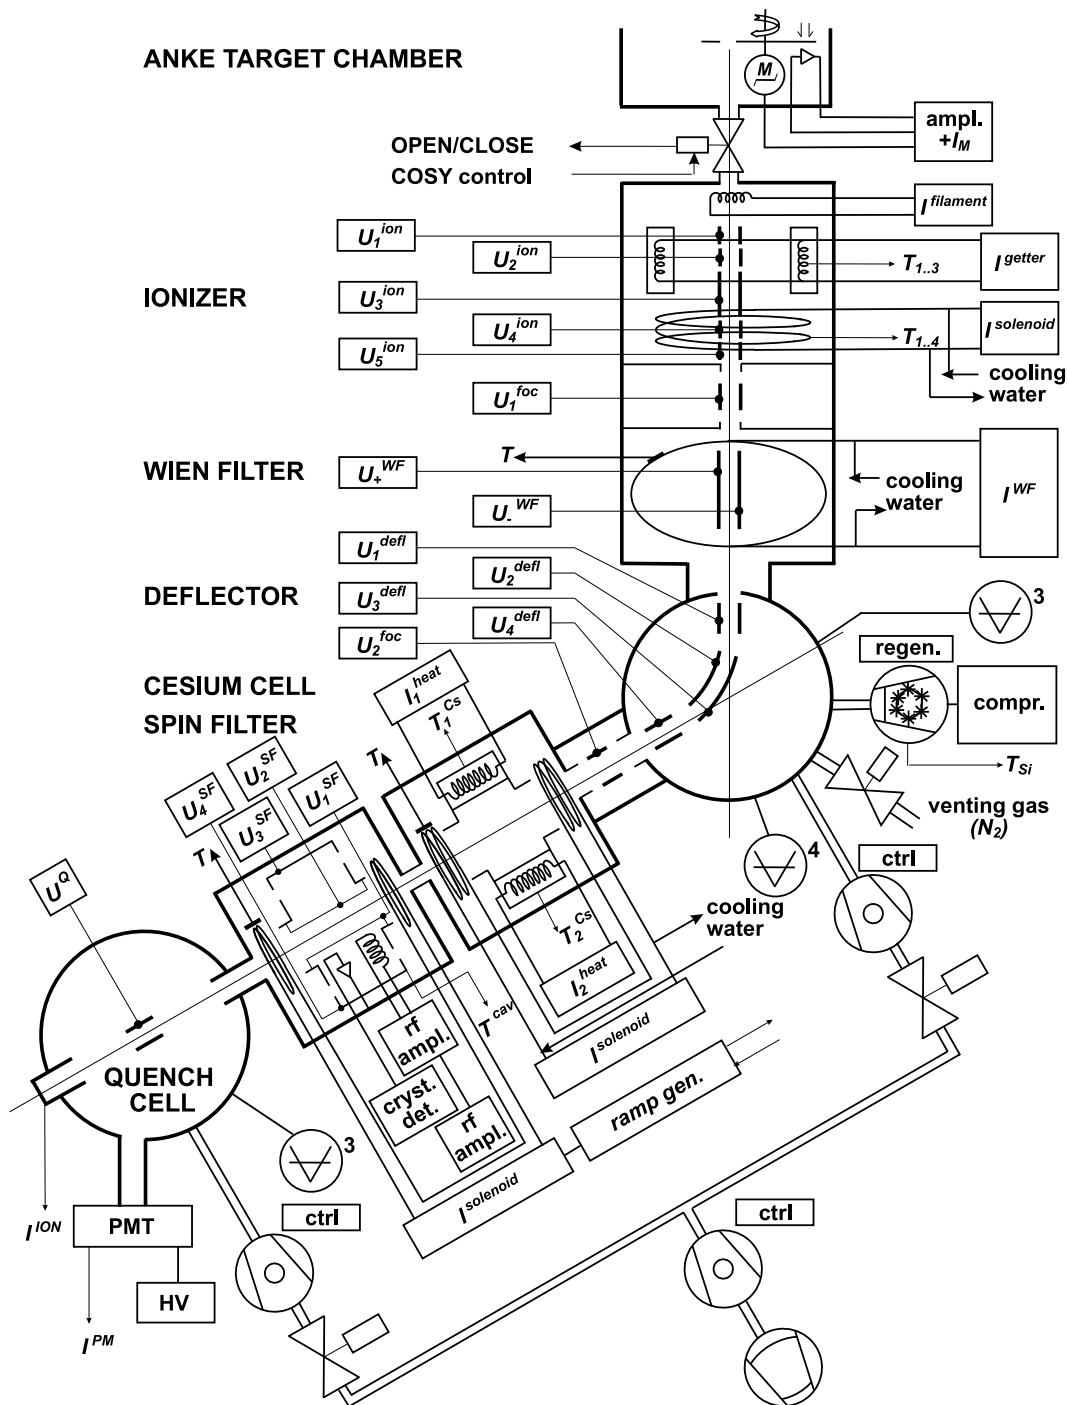 ANKE TARGET CHAMBER
M
ampl.
+I_M
OPEN/CLOSE
COSY control
I^filament
U_1^ion
U_2^ion
T_1..3
I^getter
IONIZER
U_3^ion
U_4^ion
T_1..4
I^solenoid
U_5^ion
cooling
water
U_1^foc
WIEN FILTER
T
U_+^WF
cooling
water
I^WF
U_-^WF
U_1^defl
U_2^defl
DEFLECTOR
U_3^defl
U_4^defl
3
U_2^foc
regen.
CESIUM CELL
SPIN FILTER
I_1^heat
T_1^Cs
compr.
T_Si
T
U_4^SF
U_2^SF
U_3^SF
U_1^SF
T
venting gas
(N_2)
4
ctrl
U^Q
cooling
water
T_2^Cs
I_2^heat
T^cav
rf
ampl.
I^solenoid
QUENCH
CELL
cryst.
det.
rf
ampl.
ramp gen.
3
I^solenoid
I^ION
PMT
ctrl
ctrl
HV
I^PM